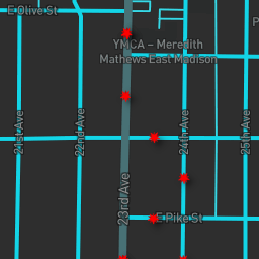 E Olive St
YMCA – Meredith
Mathews East Madison
P
21st Ave
22nd Ave
23rd Ave
24th Ave
25th Ave
E Pike St